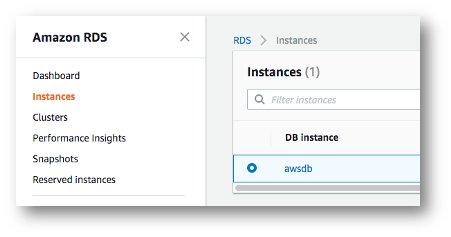 Amazon RDS
Dashboard
Instances
Clusters
Performance Insights
Snapshots
Reserved instances
RDS > Instances
Instances (1)
Filter instances
DB instance
awsdb